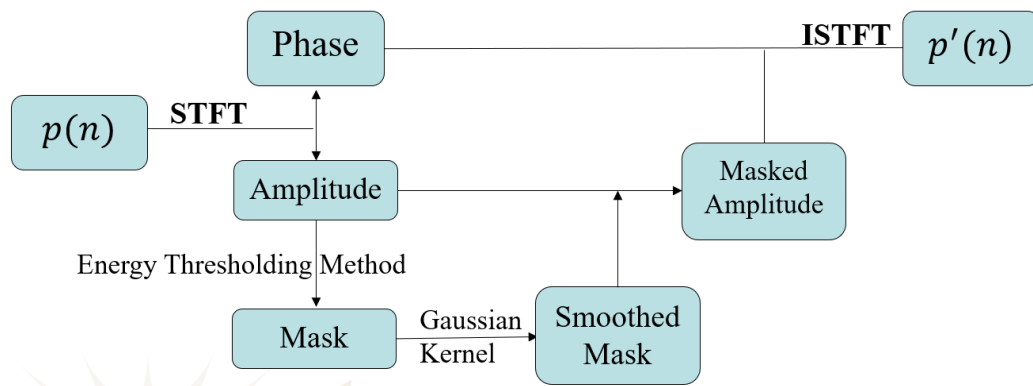 Phase
ISTFT
p′(n)
STFT
p(n)
Amplitude
Masked
Amplitude
Energy Thresholding Method
Mask
Gaussian
Kernel
Smoothed
Mask